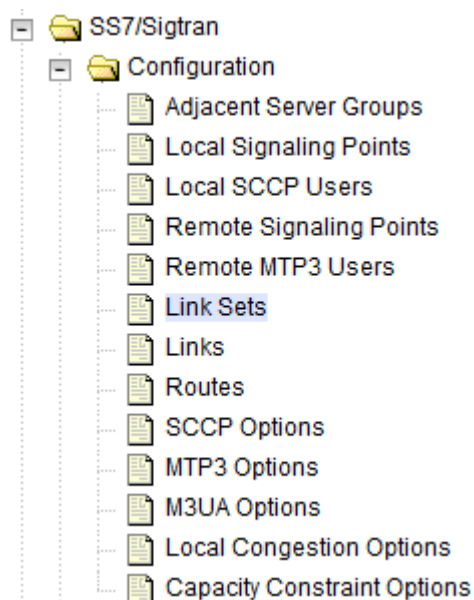 SS7/Sigtran
Configuration
Adjacent Server Groups
Local Signaling Points
Local SCCP Users
Remote Signaling Points
Remote MTP3 Users
Link Sets
Links
Routes
SCCP Options
MTP3 Options
M3UA Options
Local Congestion Options
Capacity Constraint Options